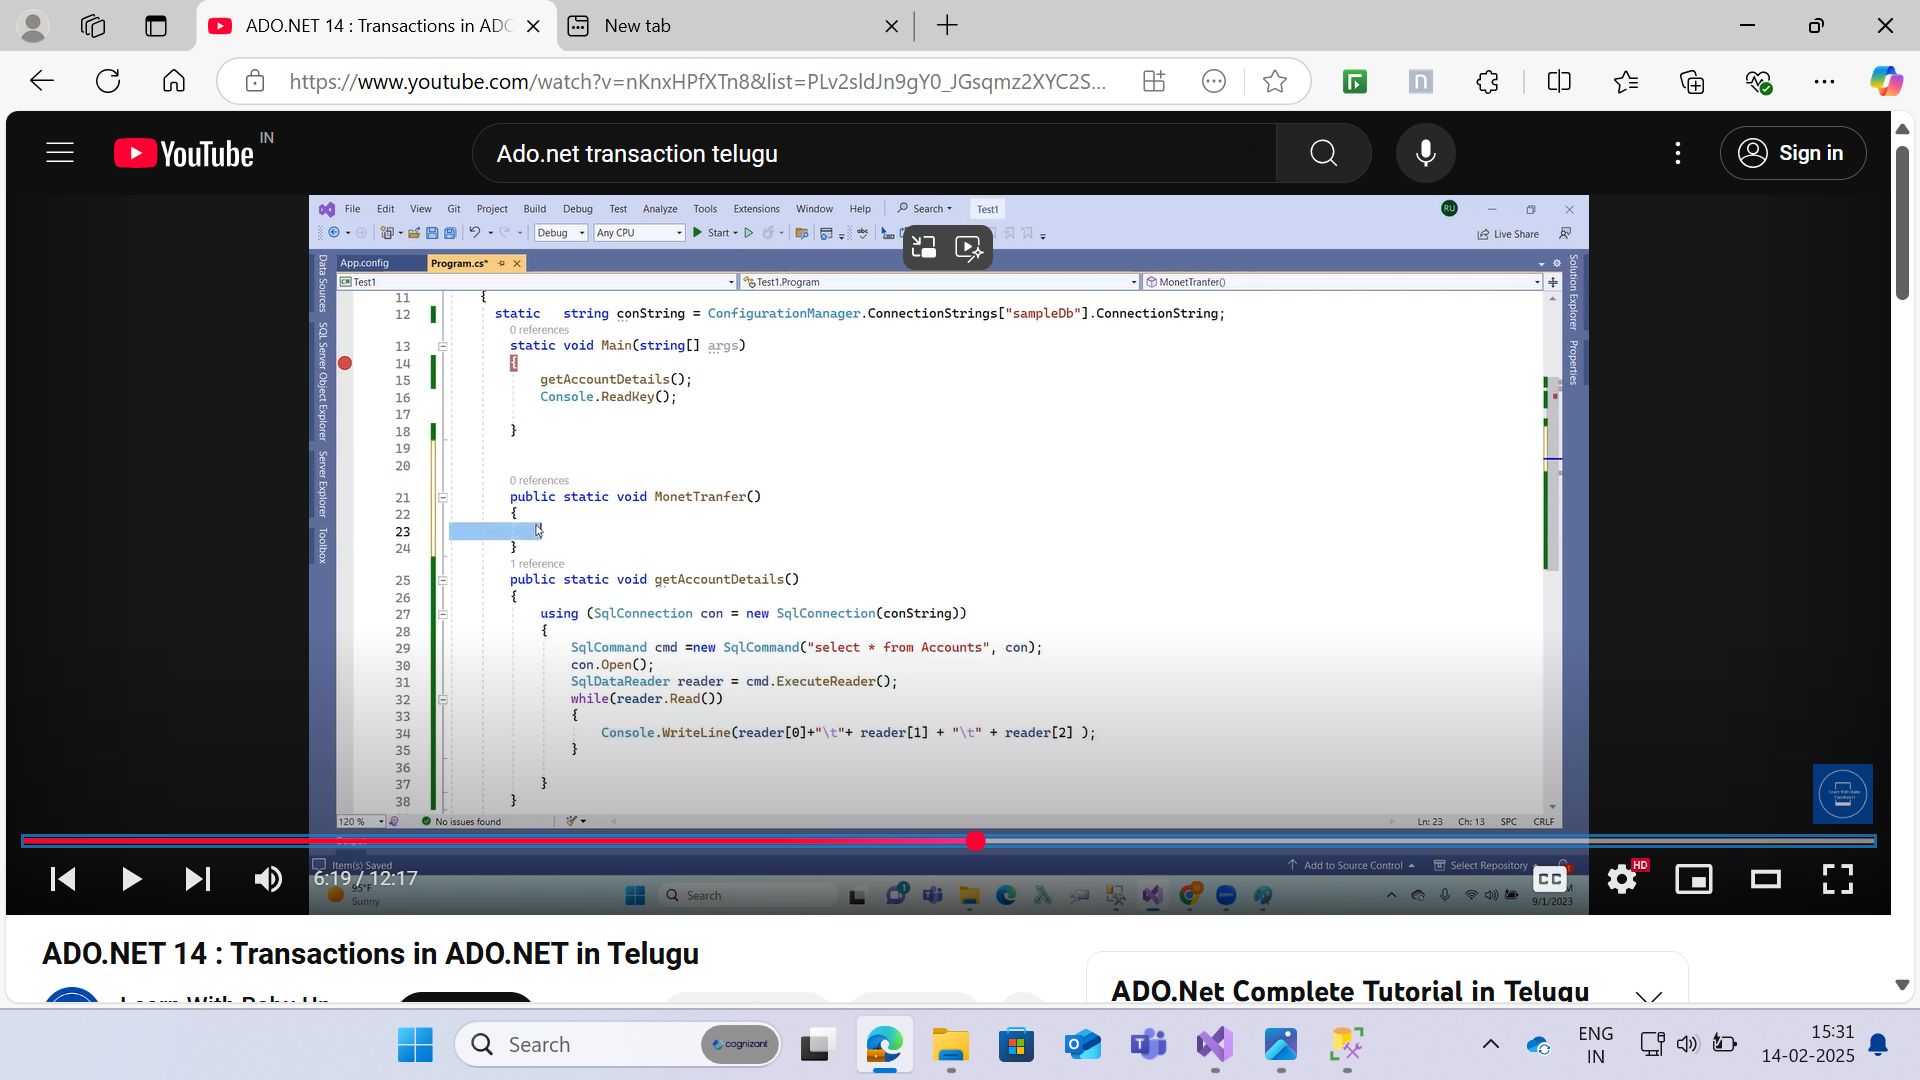 ADO.NET 14 : Transactions in ADO
New tab
https://www.youtube.com/watch?v=nKnxHPfXTn8&list=PLv2sldJn9gY0_JGsqmz2XYC2S...
YouTube IN
Ado.net transaction telugu
Sign in
File Edit View Git Project Build Debug Test Analyze Tools Extensions Window Help Search Test1 RU
Debug Any CPU Start Live Share
App.config Program.cs*
Test1 Test1.Program MonetTranfer()
Data Sources
SQL Server Object Explorer
Server Explorer
Toolbox
Solution Explorer
Properties
11 {
12 static string conString = ConfigurationManager.ConnectionStrings["sampleDb"].ConnectionString;
0 references
13 static void Main(string[] args)
14 {
15 getAccountDetails();
16 Console.ReadKey();
17
18 }
19
20
0 references
21 public static void MonetTranfer()
22 {
23
24 }
1 reference
25 public static void getAccountDetails()
26 {
27 using (SqlConnection con = new SqlConnection(conString))
28 {
29 SqlCommand cmd =new SqlCommand("select * from Accounts", con);
30 con.Open();
31 SqlDataReader reader = cmd.ExecuteReader();
32 while(reader.Read())
33 {
34 Console.WriteLine(reader[0]+"\t"+ reader[1] + "\t" + reader[2] );
35 }
36
37 }
38 }
120 % No issues found Ln: 23 Ch: 13 SPC CRLF
Item(s) Saved Add to Source Control Select Repository
6:19 / 12:17
CC HD
95°F
Sunny
Search
9/1/2023
ADO.NET 14 : Transactions in ADO.NET in Telugu
ADO.Net Complete Tutorial in Telugu
Search
cognizant
ENG
IN
15:31
14-02-2025